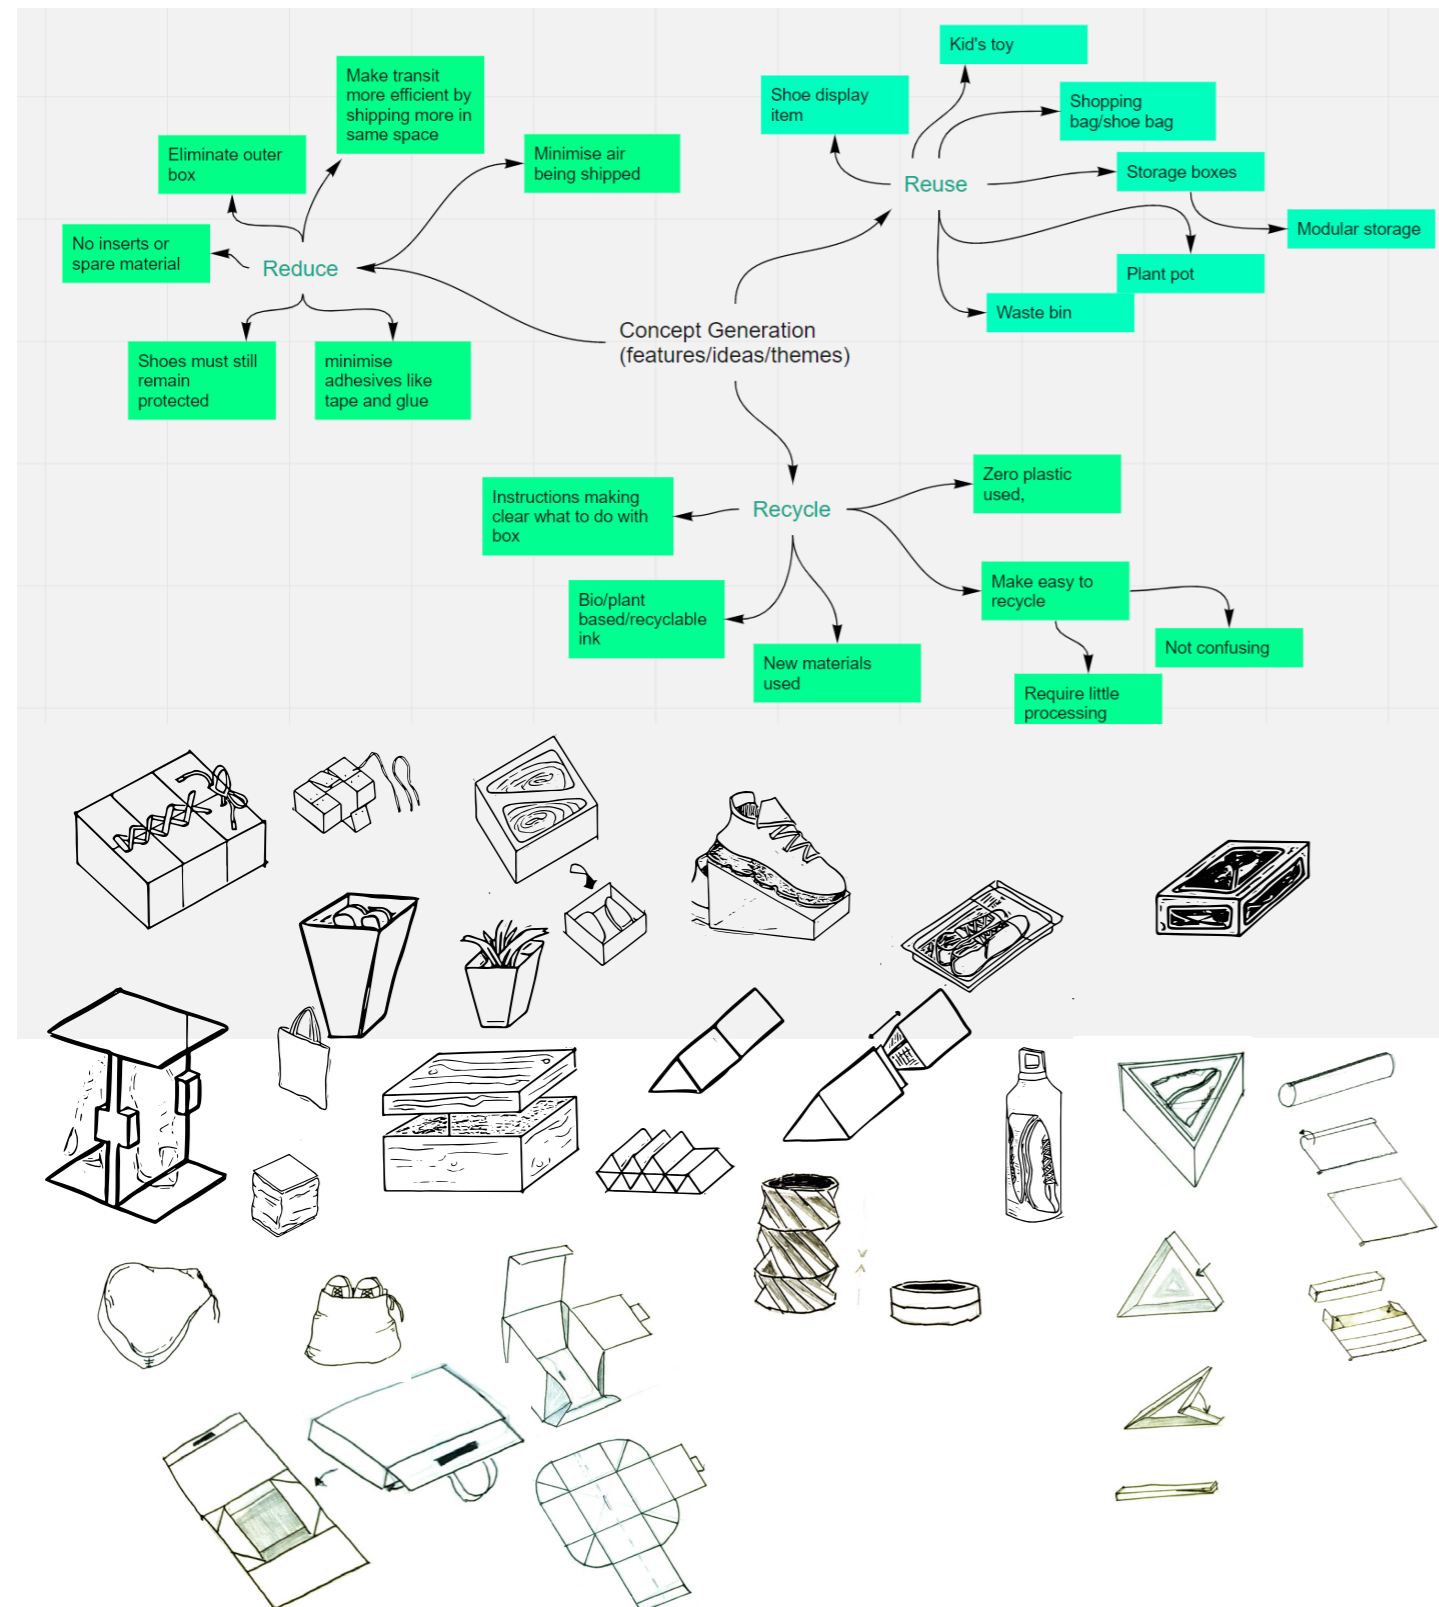 Kid's toy
Make transit
more efficient by
shipping more in
same space
Shoe display
item
Shopping
bag/shoe bag
Eliminate outer
box
Minimise air
being shipped
Reuse
Storage boxes
No inserts or
spare material
Reduce
Modular storage
Plant pot
Waste bin
Concept Generation
(features/ideas/themes)
Shoes must still
remain
protected
minimise
adhesives like
tape and glue
Recycle
Zero plastic
used,
Instructions making
clear what to do with
box
Make easy to
recycle
Bio/plant
based/recyclable
ink
Not confusing
New materials
used
Require little
processing